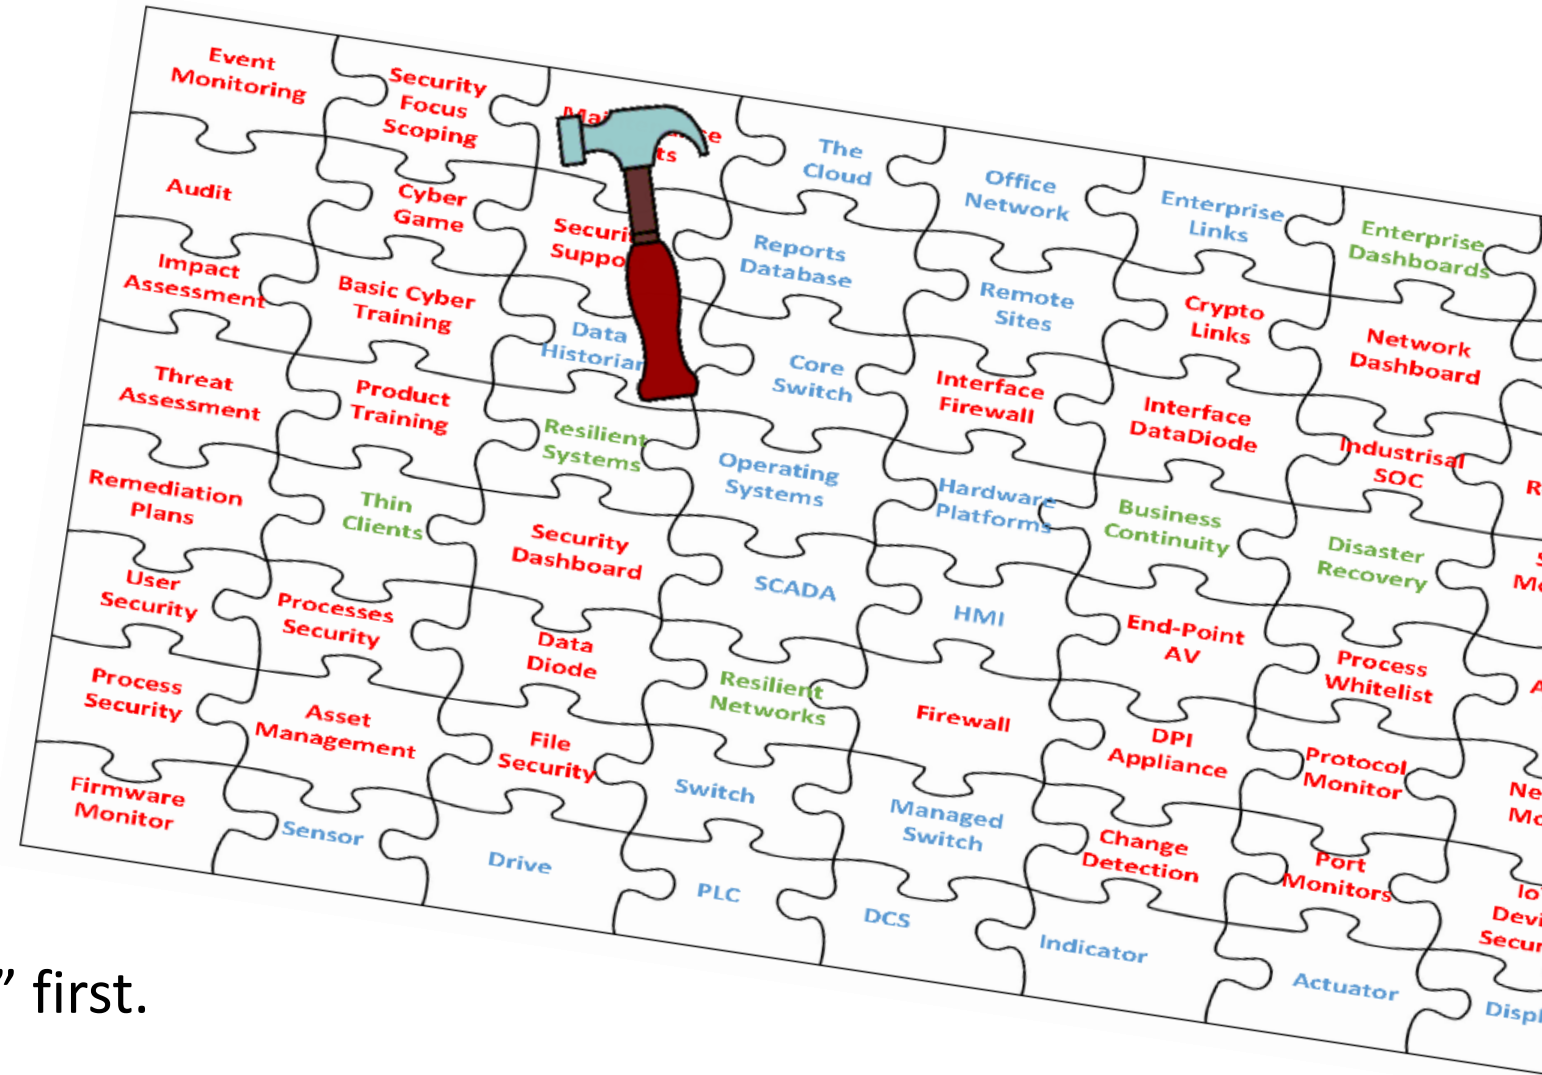 Event
Monitoring
Security
Focus
Scoping
The
Cloud
Office
Network
Enterprise
Links
Enterprise
Dashboards
Audit
Cyber
Game
Reports
Database
Remote
Sites
Crypto
Links
Network
Dashboard
Impact
Assessment
Basic Cyber
Training
Data
Core
Switch
Interface
Firewall
Interface
DataDiode
Industrisal
SOC
Threat
Assessment
Product
Training
Resilient
Systems
Operating
Systems
Hardware
Platforms
Business
Continuity
Disaster
Recovery
Remediation
Plans
Thin
Clients
Security
Dashboard
SCADA
HMI
End-Point
AV
Process
Whitelist
User
Security
Processes
Security
Data
Diode
Resilient
Networks
Firewall
DPI
Appliance
Protocol
Monitor
Process
Security
Asset
Management
File
Security
Switch
Managed
Switch
Change
Detection
Port
Monitors
Firmware
Monitor
Sensor
Drive
PLC
DCS
Indicator
Actuator
” first.